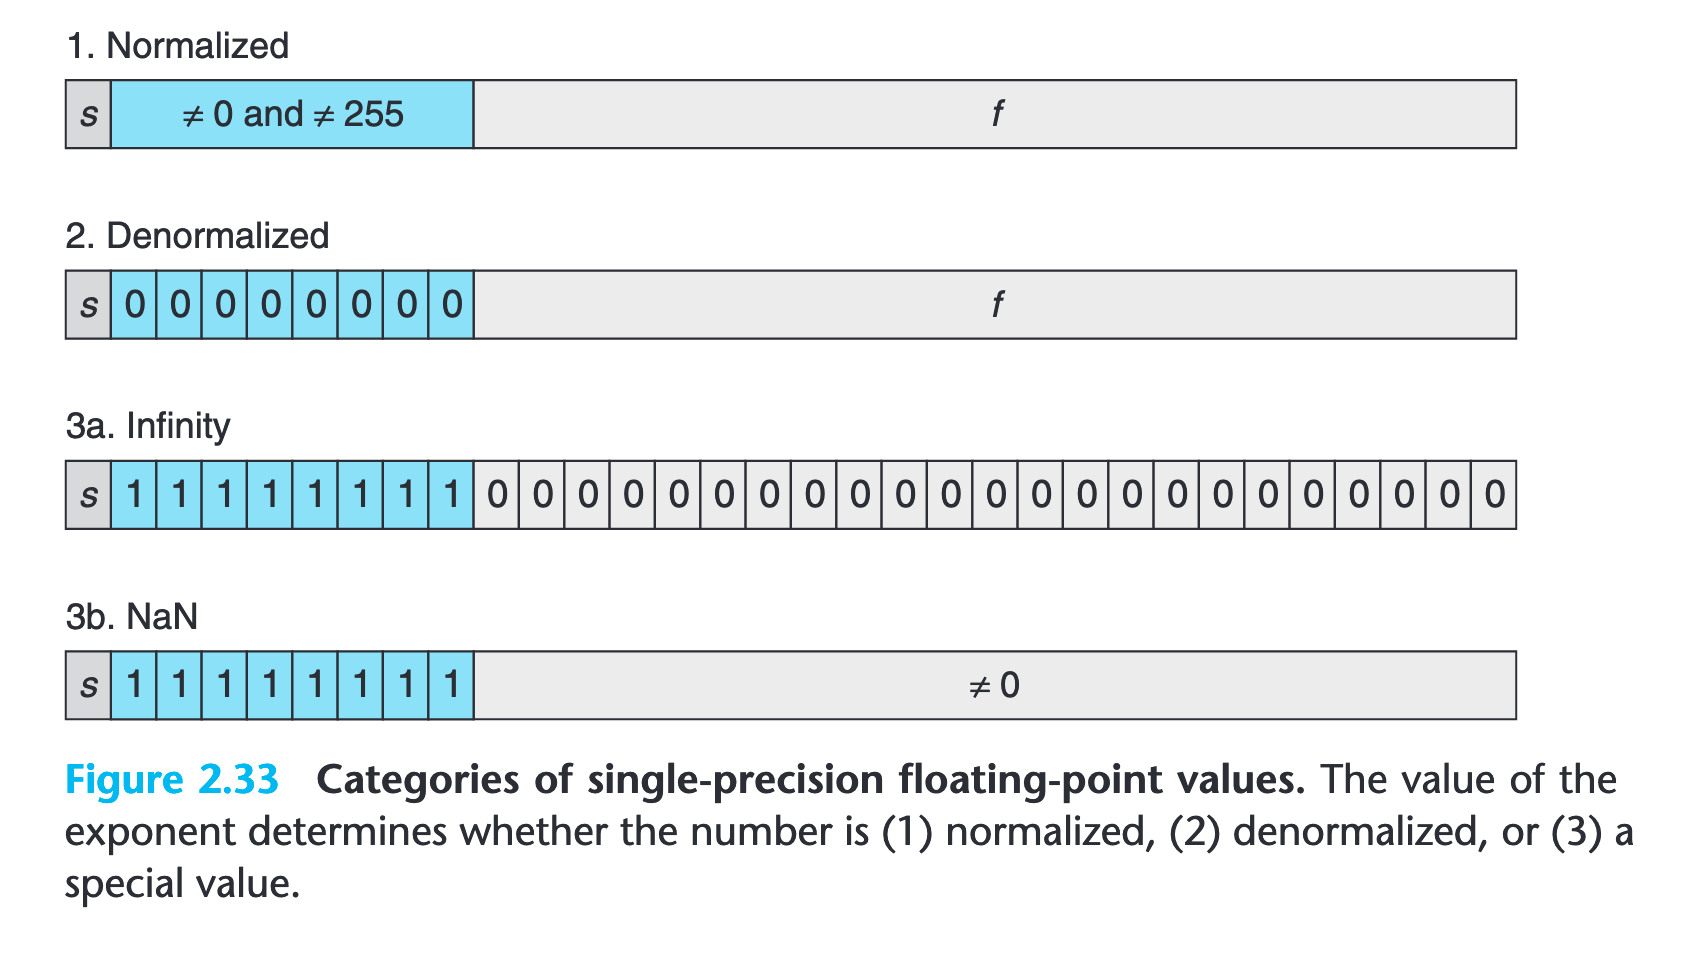 1. Normalized
s ≠ 0 and ≠ 255 f
2. Denormalized
s 0 0 0 0 0 0 0 0 f
3a. Infinity
s 1 1 1 1 1 1 1 1 0 0 0 0 0 0 0 0 0 0 0 0 0 0 0 0 0 0 0 0 0 0 0
3b. NaN
s 1 1 1 1 1 1 1 1 ≠ 0
Figure 2.33 Categories of single-precision floating-point values. The value of the
exponent determines whether the number is (1) normalized, (2) denormalized, or (3) a
special value.